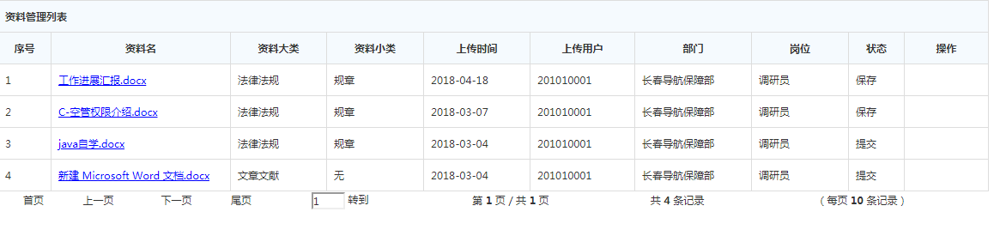 资料管理列表
序号 资料名 资料大类 资料小类 上传时间 上传用户 部门 岗位 状态 操作
1 工作进展汇报.docx 法律法规 规章 2018-04-18 201010001 长春导航保障部 调研员 保存
2 C-空管权限介绍.docx 法律法规 规章 2018-03-07 201010001 长春导航保障部 调研员 保存
3 java自学.docx 法律法规 规章 2018-03-04 201010001 长春导航保障部 调研员 提交
4 新建 Microsoft Word 文档.docx 文章文献 无 2018-03-04 201010001 长春导航保障部 调研员 提交
首页 上一页 下一页 尾页 1 转到 第 1 页 / 共 1 页 共 4 条记录 ( 每页 10 条记录 )